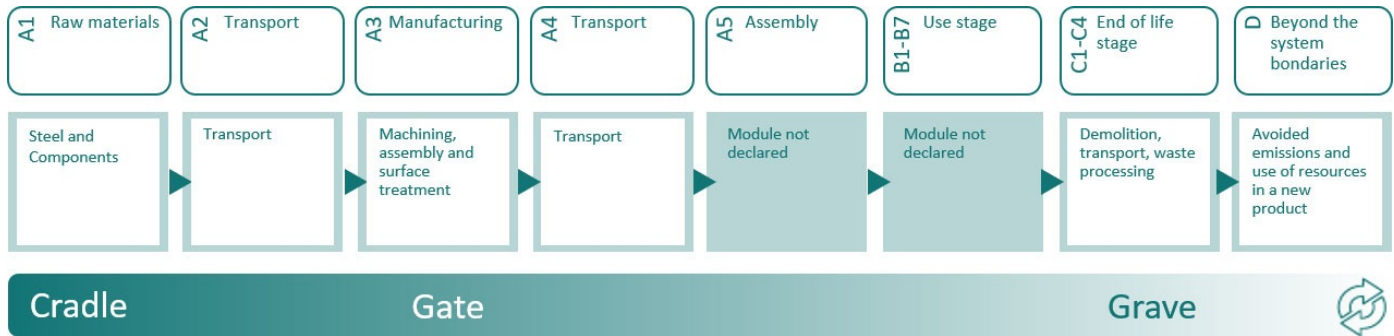 A1 Raw materials
A2 Transport
A3 Manufacturing
A4 Transport
A5 Assembly
B1-B7 Use stage
C1-C4 End of life
stage
D Beyond the
system
bondaries
Steel and
Components
Transport
Machining,
assembly and
surface
treatment
Transport
Module not
declared
Module not
declared
Demolition,
transport, waste
processing
Avoided
emissions and
use of resources
in a new
product
Cradle
Gate
Grave